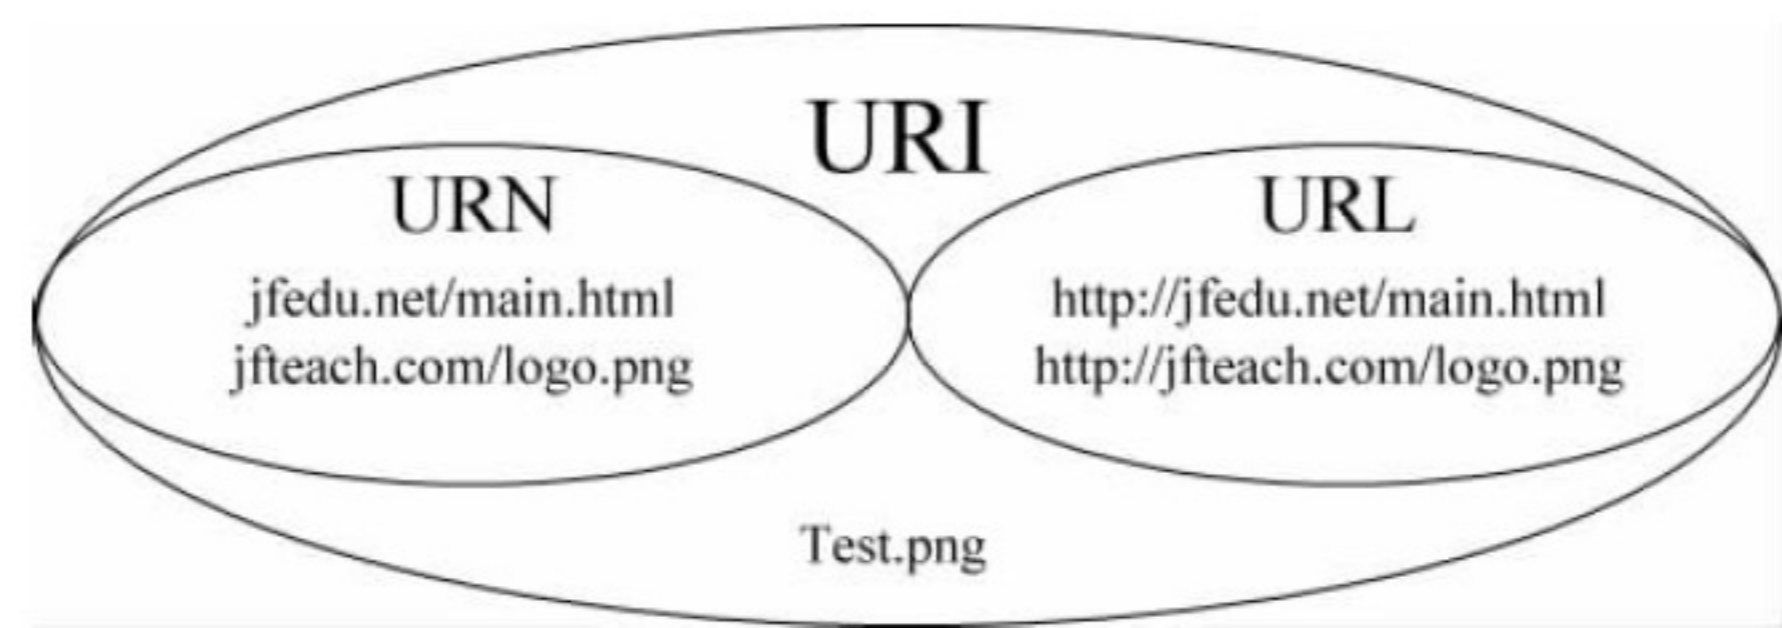 URI
URN
jfedu.net/main.html
jfteach.com/logo.png
URL
http://jfedu.net/main.html
http://jfteach.com/logo.png
Test.png